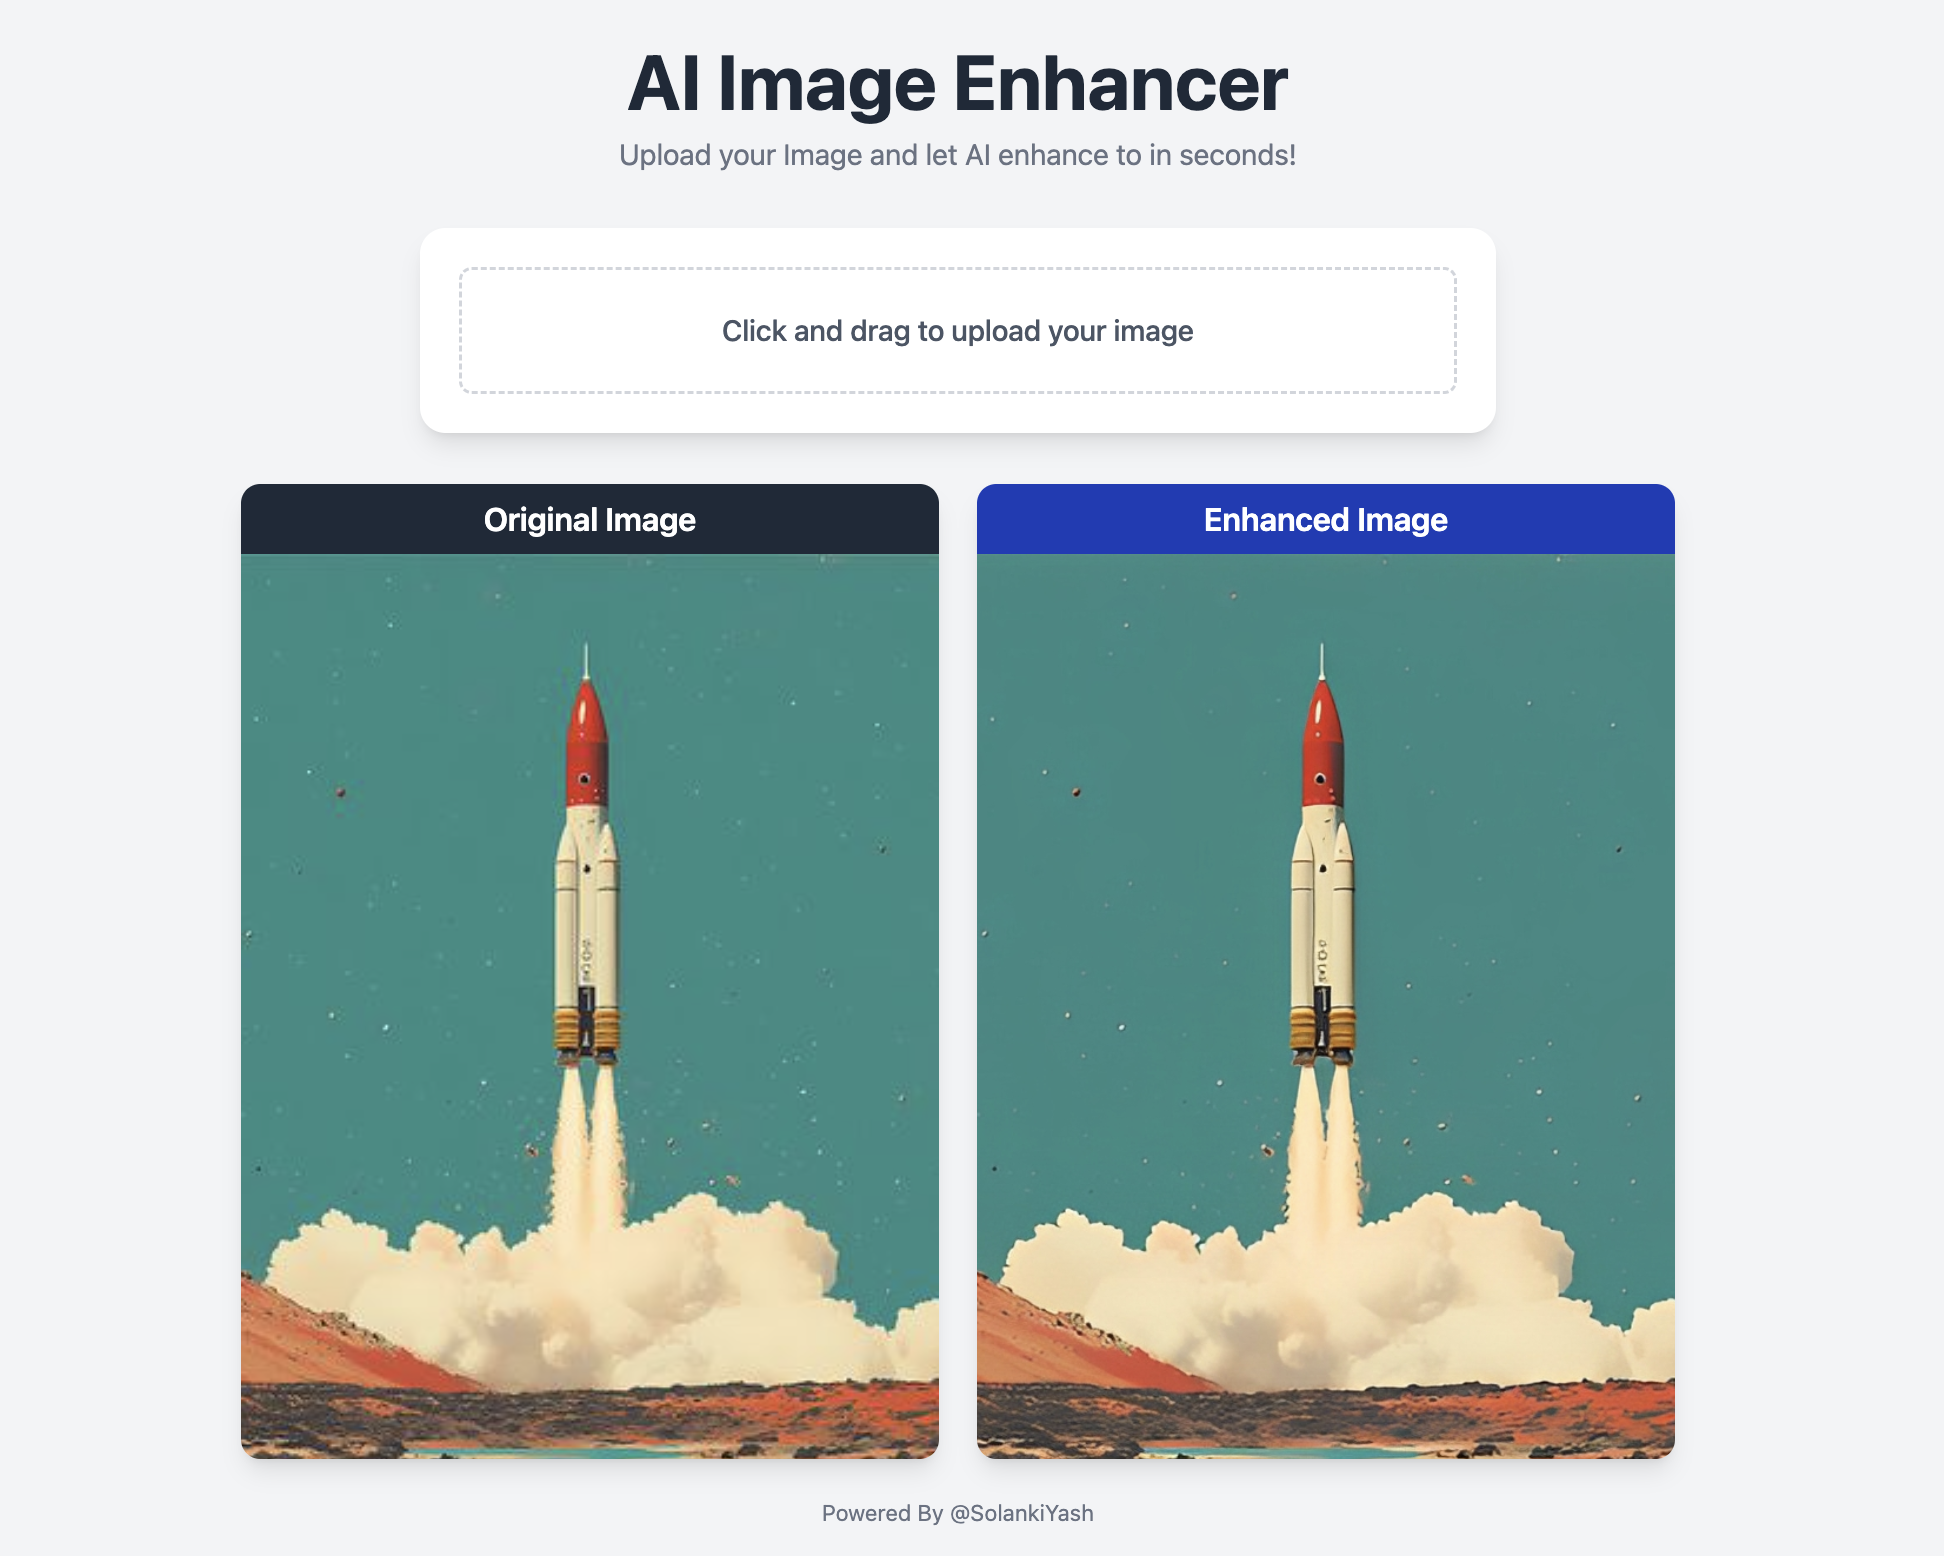 AI Image Enhancer
Upload your Image and let AI enhance to in seconds!
Click and drag to upload your image
Original Image
Enhanced Image
Powered By @SolankiYash